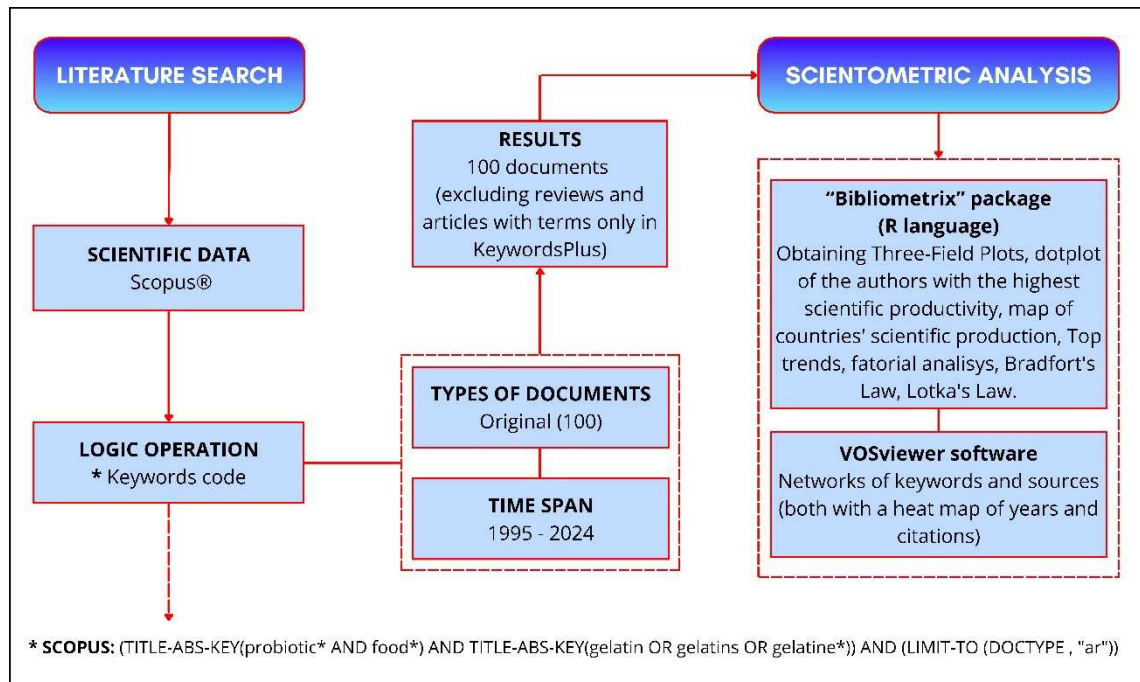 LITERATURE SEARCH
SCIENTIFIC DATA
Scopus®
LOGIC OPERATION
* Keywords code
TYPES OF DOCUMENTS
Original (100)
TIME SPAN
1995 - 2024
RESULTS
100 documents
(excluding reviews and
articles with terms only in
KeywordsPlus)
SCIENTOMETRIC ANALYSIS
“Bibliometrix” package
(R language)
Obtaining Three-Field Plots, dotplot
of the authors with the highest
scientific productivity, map of
countries' scientific production, Top
trends, fatorial analisys, Bradfort's
Law, Lotka's Law.
VOSviewer software
Networks of keywords and sources
(both with a heat map of years and
citations)
* SCOPUS: (TITLE-ABS-KEY(probiotic* AND food*) AND TITLE-ABS-KEY(gelatin OR gelatins OR gelatine*)) AND (LIMIT-TO (DOCTYPE , "ar"))